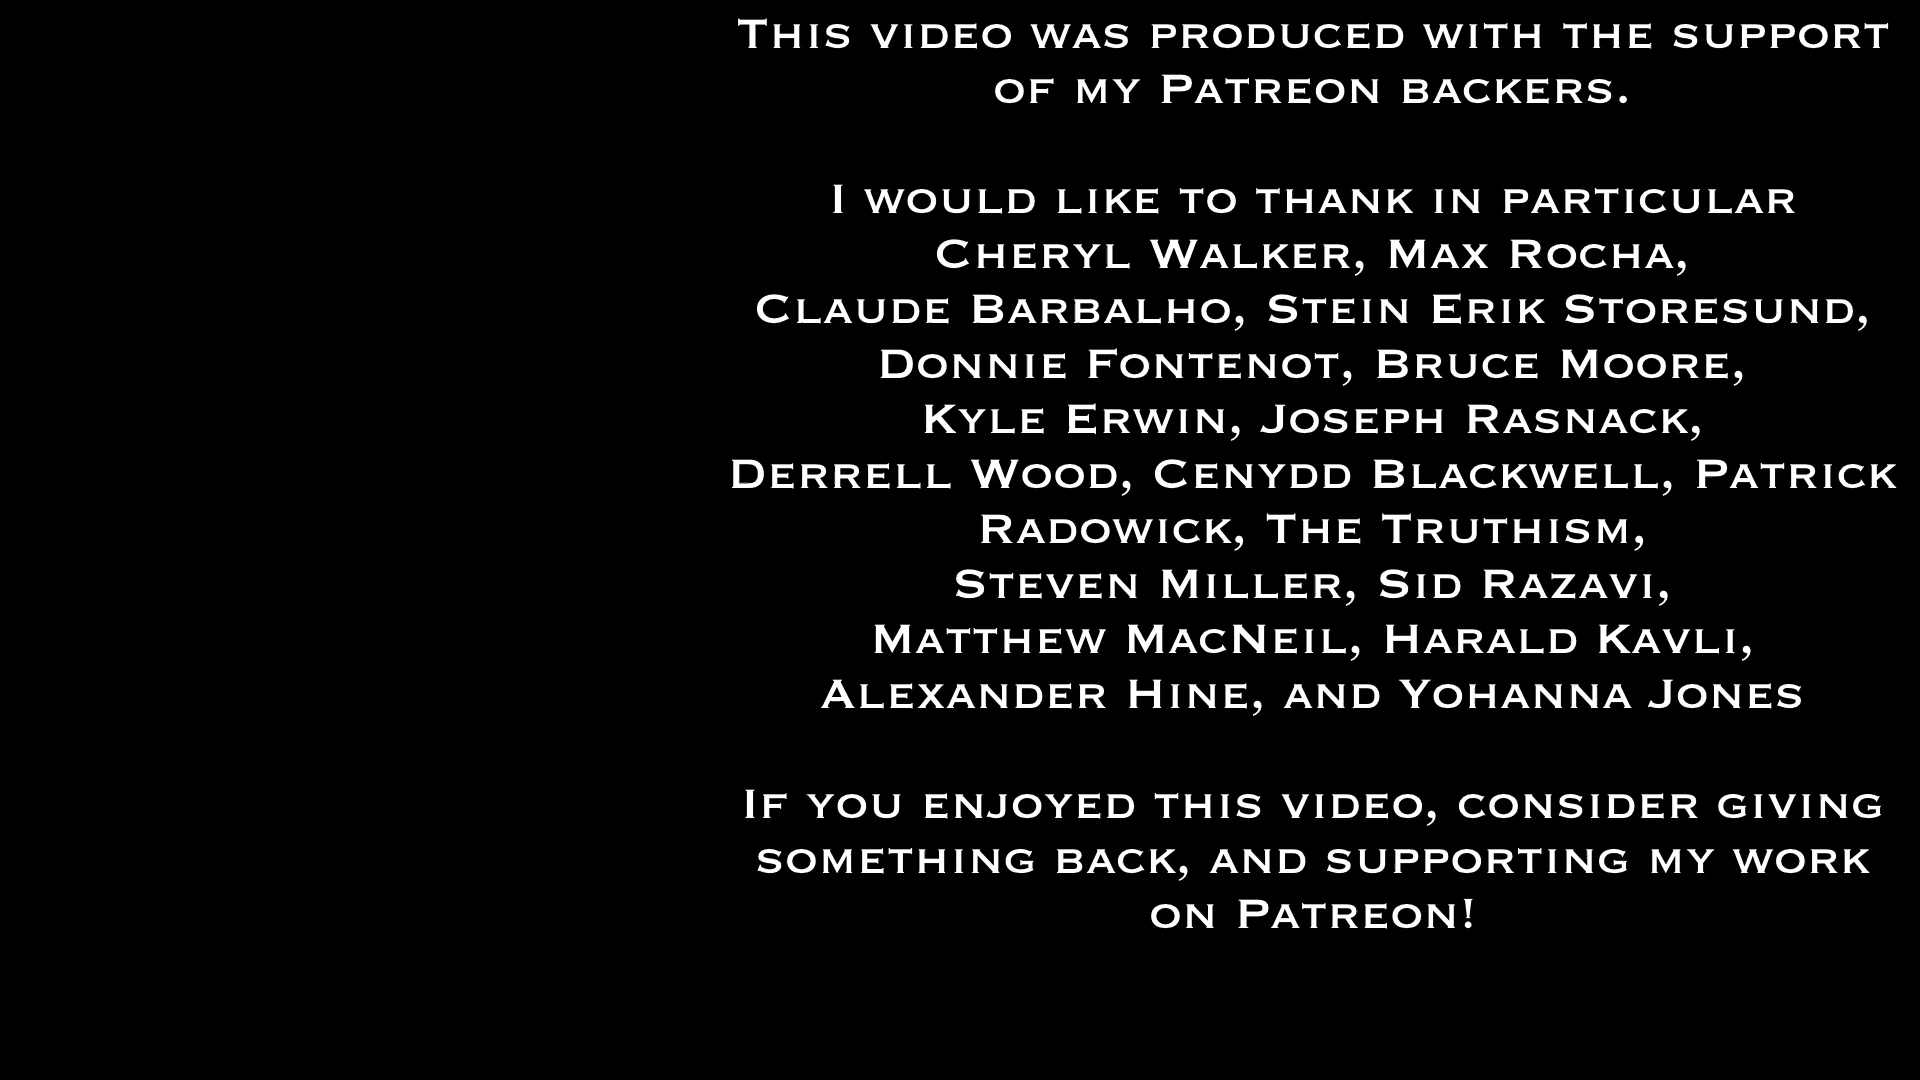 This video was produced with the support
of my Patreon backers.
I would like to thank in particular
Cheryl Walker, Max Rocha,
Claude Barbalho, Stein Erik Storesund,
Donnie Fontenot, Bruce Moore,
Kyle Erwin, Joseph Rasnack,
Derrell Wood, Cenydd Blackwell, Patrick
Radowick, The Truthism,
Steven Miller, Sid Razavi,
Matthew MacNeil, Harald Kavli,
Alexander Hine, and Yohanna Jones
If you enjoyed this video, consider giving
something back, and supporting my work
on Patreon!